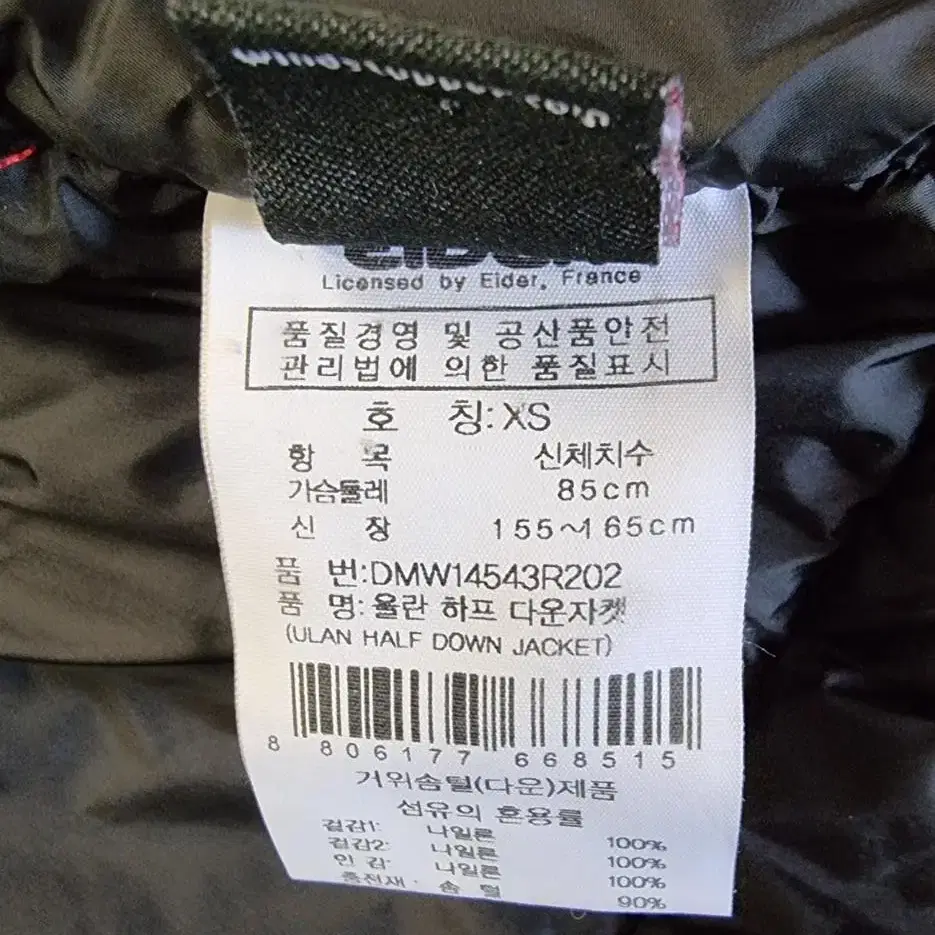 Licensed by Eider, France
품질경영 및 공산품안전
관리법에 의한 품질표시
호 칭: XS
항 목 신체치수
가슴둘레 85cm
신 장 155~165cm
품 번: DMW14543R202
품 명: 울란 하프 다운자켓
(ULAN HALF DOWN JACKET)
8 806177 668515
거위솜털(다운)제품
섬유의 혼용률
겉감1: 나일론 100%
겉감2: 나일론 100%
안 감: 나일론 100%
충전재: 솜 털 90%